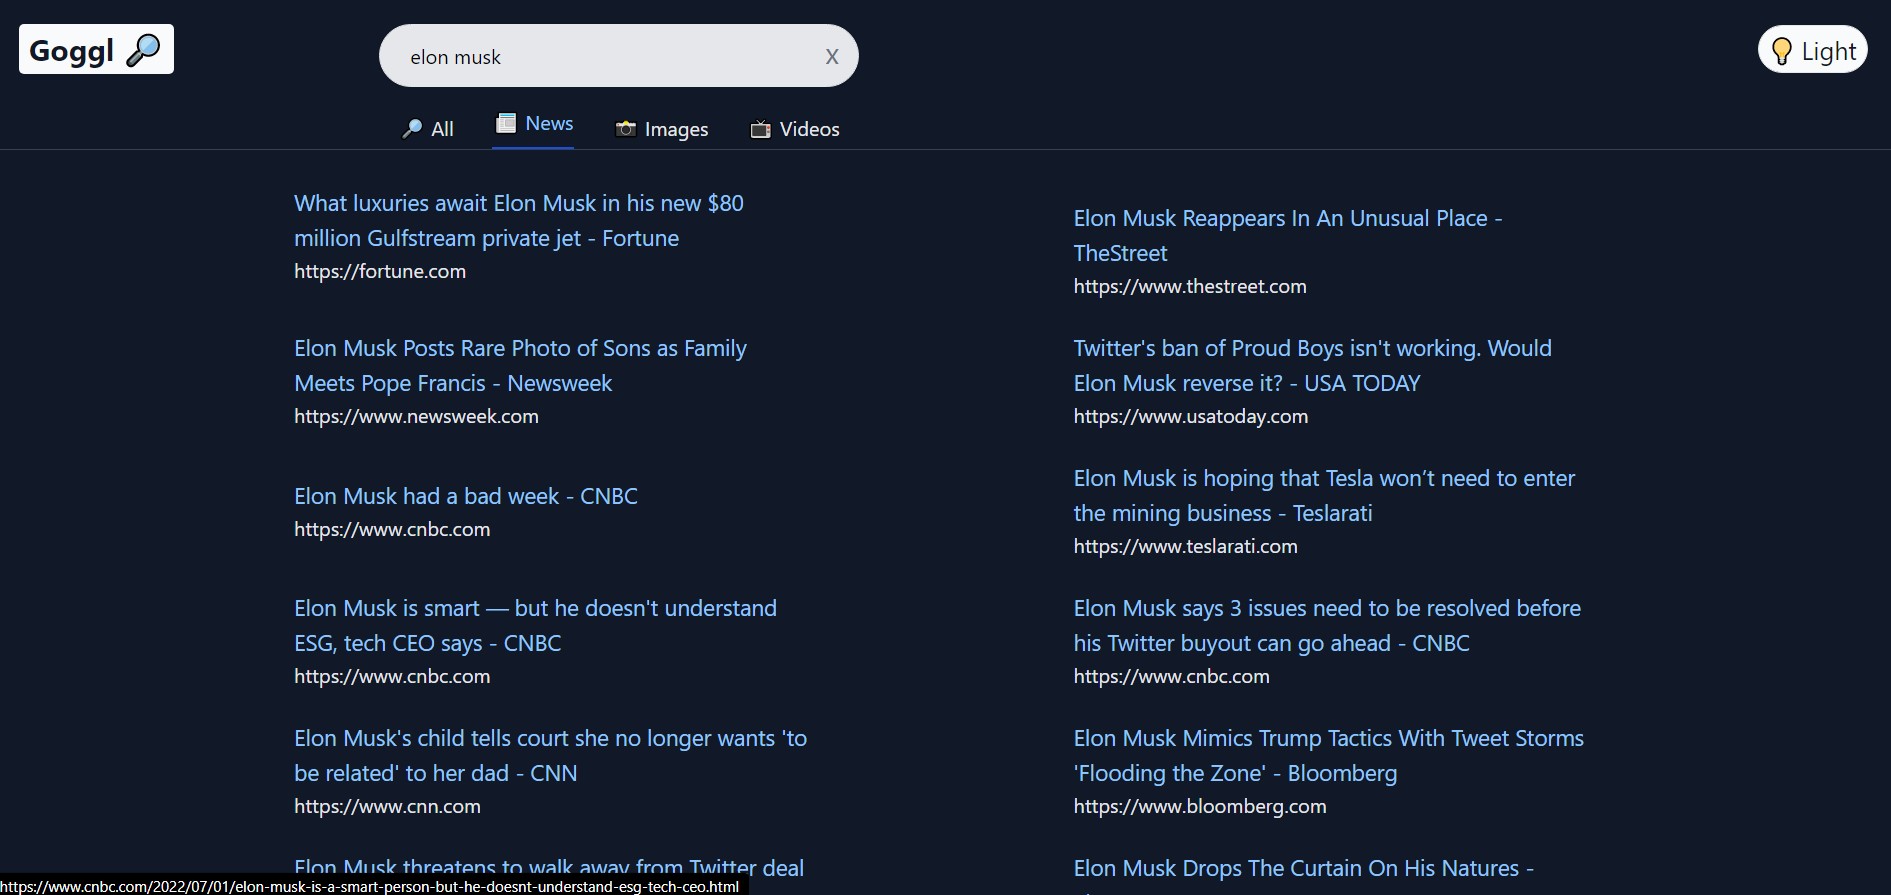 Goggl
elon musk
X
Light
All
News
Images
Videos
What luxuries await Elon Musk in his new $80
million Gulfstream private jet - Fortune
https://fortune.com
Elon Musk Reappears In An Unusual Place -
TheStreet
https://www.thestreet.com
Elon Musk Posts Rare Photo of Sons as Family
Meets Pope Francis - Newsweek
https://www.newsweek.com
Twitter's ban of Proud Boys isn't working. Would
Elon Musk reverse it? - USA TODAY
https://www.usatoday.com
Elon Musk had a bad week - CNBC
https://www.cnbc.com
Elon Musk is hoping that Tesla won’t need to enter
the mining business - Teslarati
https://www.teslarati.com
Elon Musk is smart — but he doesn't understand
ESG, tech CEO says - CNBC
https://www.cnbc.com
Elon Musk says 3 issues need to be resolved before
his Twitter buyout can go ahead - CNBC
https://www.cnbc.com
Elon Musk's child tells court she no longer wants 'to
be related' to her dad - CNN
https://www.cnn.com
Elon Musk Mimics Trump Tactics With Tweet Storms
'Flooding the Zone' - Bloomberg
https://www.bloomberg.com
Elon Musk threatens to walk away from Twitter deal
Elon Musk Drops The Curtain On His Natures -
https://www.cnbc.com/2022/07/01/elon-musk-is-a-smart-person-but-he-doesnt-understand-esg-tech-ceo.html